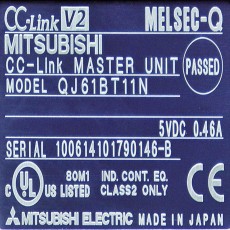 CC-Link V2 MELSEC-Q
MITSUBISHI
CC-Link MASTER UNIT PASSED
MODEL QJ61BT11N
5VDC 0.46A
SERIAL 100614101790146-B
C UL US LISTED 80M1 IND. CONT. EQ.
CLASS2 ONLY CE
MITSUBISHI ELECTRIC MADE IN JAPAN